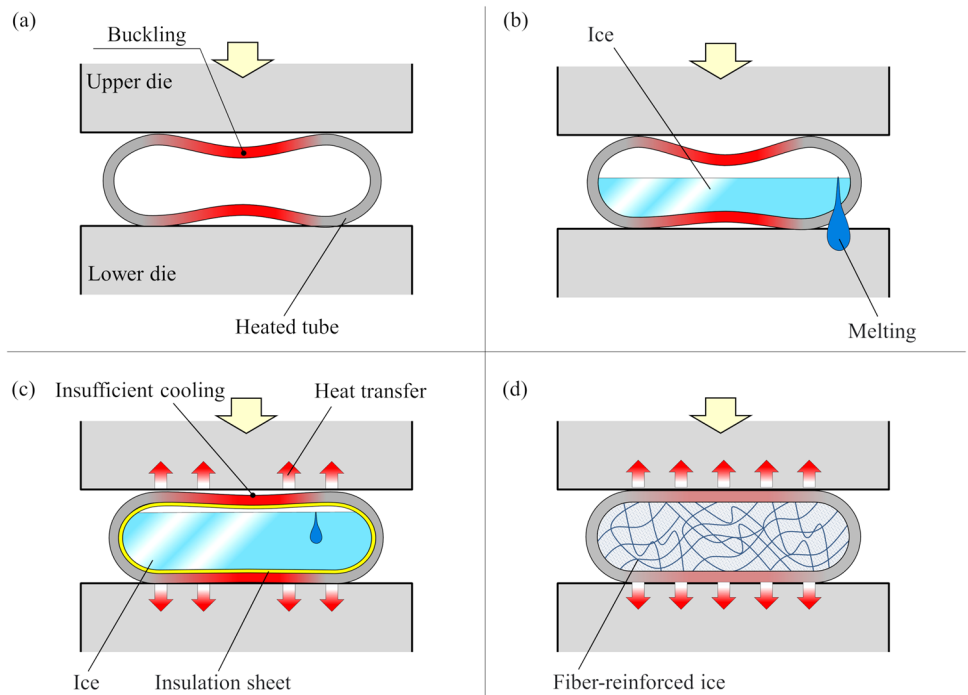 (a)
Buckling
Upper die
Lower die
Heated tube
(b)
Ice
Melting
(c)
Insufficient cooling
Heat transfer
Ice
Insulation sheet
(d)
Fiber-reinforced ice